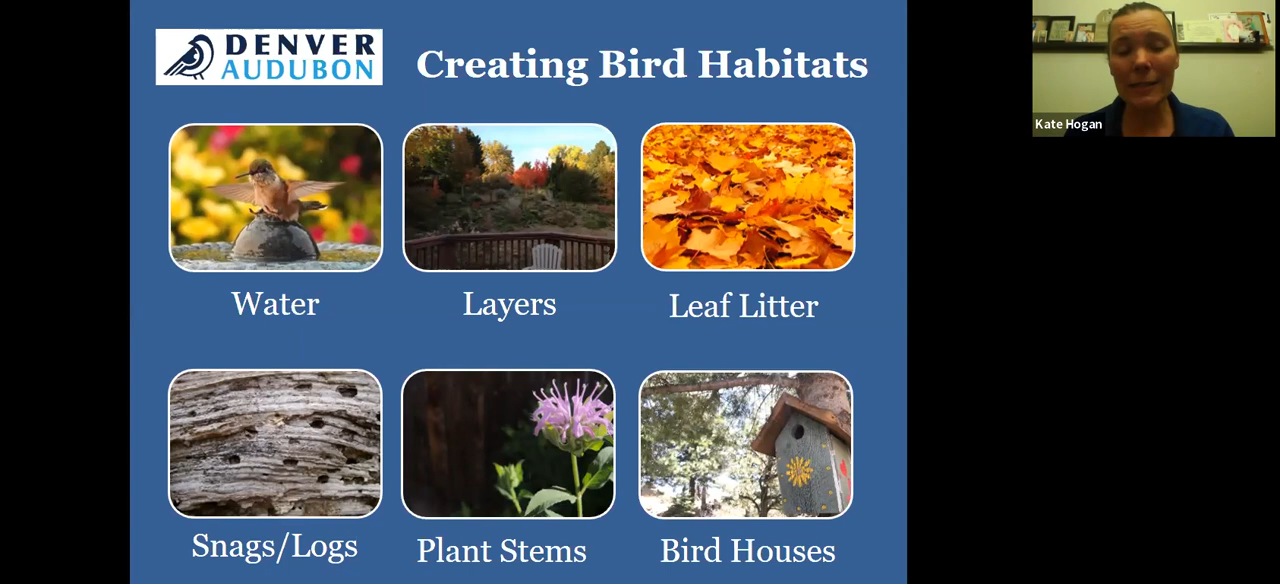 DENVER
AUDUBON
Creating Bird Habitats
Kate Hogan
Water
Layers
Leaf Litter
Snags/Logs
Plant Stems
Bird Houses